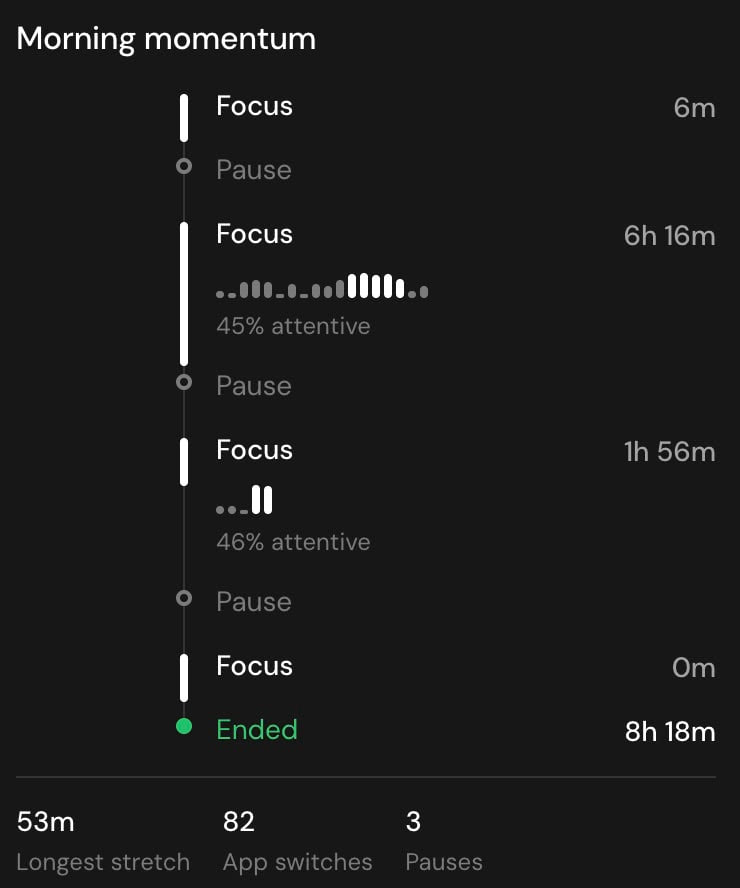 Morning momentum
Focus 6m
Pause
Focus 6h 16m
45% attentive
Pause
Focus 1h 56m
46% attentive
Pause
Focus 0m
Ended 8h 18m
53m 82 3
Longest stretch App switches Pauses